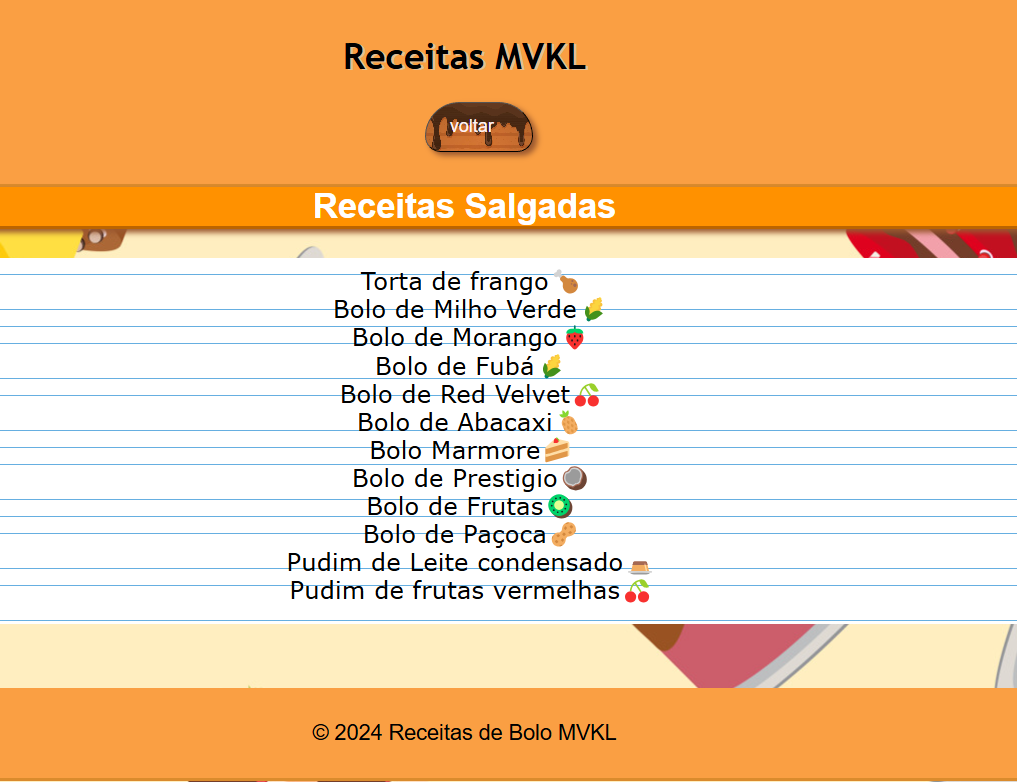 Receitas MVKL
voltar
Receitas Salgadas
Torta de frango
Bolo de Milho Verde
Bolo de Morango
Bolo de Fubá
Bolo de Red Velvet
Bolo de Abacaxi
Bolo Marmore
Bolo de Prestigio
Bolo de Frutas
Bolo de Paçoca
Pudim de Leite condensado
Pudim de frutas vermelhas
© 2024 Receitas de Bolo MVKL